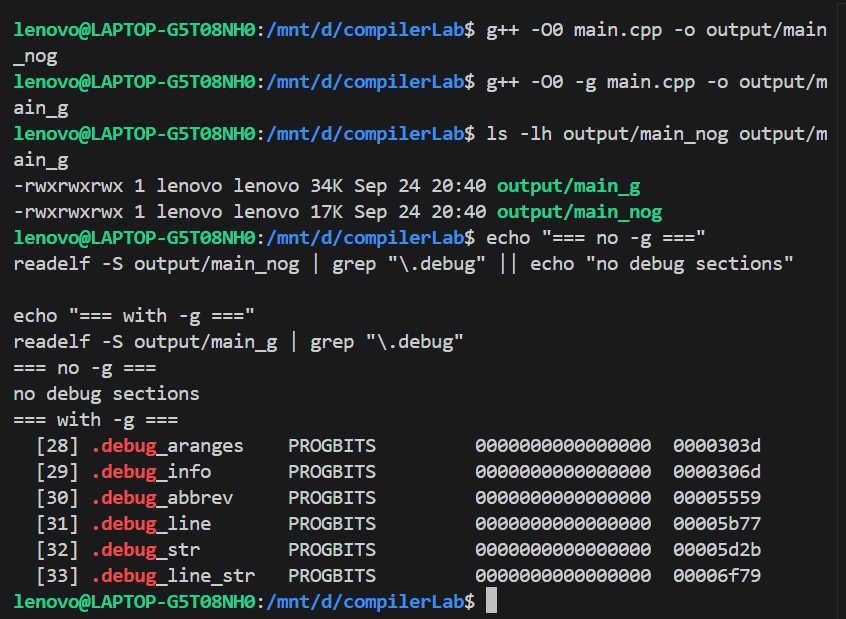 lenovo@LAPTOP-G5T08NH0:/mnt/d/compilerLab$ g++ -O0 main.cpp -o output/main
_nog
lenovo@LAPTOP-G5T08NH0:/mnt/d/compilerLab$ g++ -O0 -g main.cpp -o output/m
ain_g
lenovo@LAPTOP-G5T08NH0:/mnt/d/compilerLab$ ls -lh output/main_nog output/m
ain_g
-rwxrwxrwx 1 lenovo lenovo 34K Sep 24 20:40 output/main_g
-rwxrwxrwx 1 lenovo lenovo 17K Sep 24 20:40 output/main_nog
lenovo@LAPTOP-G5T08NH0:/mnt/d/compilerLab$ echo "=== no -g ==="
readelf -S output/main_nog | grep "\.debug" || echo "no debug sections"

echo "=== with -g ==="
readelf -S output/main_g | grep "\.debug"
=== no -g ===
no debug sections
=== with -g ===
  [28] .debug_aranges    PROGBITS         0000000000000000  0000303d
  [29] .debug_info       PROGBITS         0000000000000000  0000306d
  [30] .debug_abbrev     PROGBITS         0000000000000000  00005559
  [31] .debug_line       PROGBITS         0000000000000000  00005b77
  [32] .debug_str        PROGBITS         0000000000000000  00005d2b
  [33] .debug_line_str   PROGBITS         0000000000000000  00006f79
lenovo@LAPTOP-G5T08NH0:/mnt/d/compilerLab$